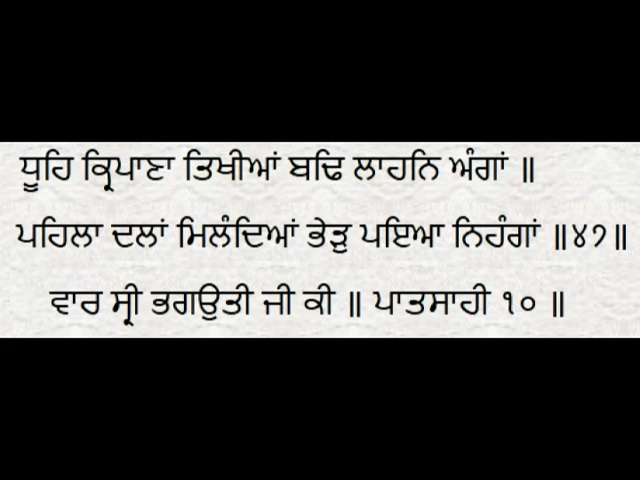 ਧੂਹਿ ਕ੍ਰਿਪਾਣਾ ਤਿਖੀਆਂ ਬਢਿ ਲਾਹਨਿ ਅੰਗਾਂ ॥
ਪਹਿਲਾ ਦਲਾਂ ਮਿਲੰਦਿਆਂ ਭੇੜੁ ਪਇਆ ਨਿਹੰਗਾਂ ॥੪੭॥
ਵਾਰ ਸ੍ਰੀ ਭਗਉਤੀ ਜੀ ਕੀ ॥ ਪਾਤਸਾਹੀ ੧੦ ॥